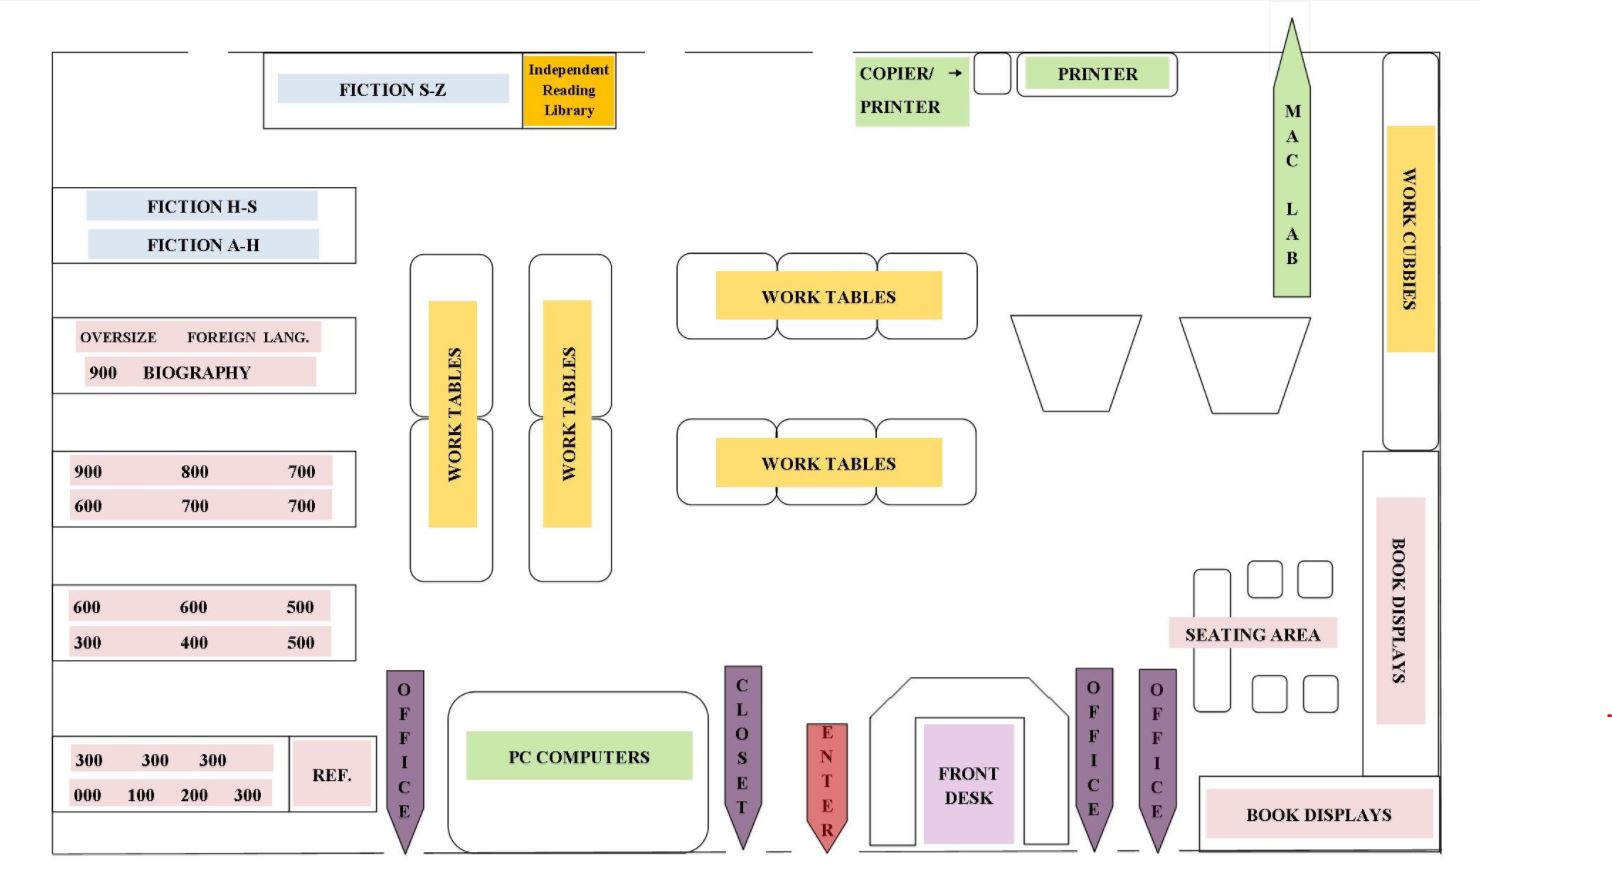 FICTION S-Z
Independent
Reading
Library
COPIER/ →
PRINTER
PRINTER
MAC LAB
WORK CUBBIES
FICTION H-S
FICTION A-H
OVERSIZE FOREIGN LANG.
900 BIOGRAPHY
WORK TABLES
WORK TABLES
WORK TABLES
WORK TABLES
900 800 700
600 700 700
600 600 500
300 400 500
SEATING AREA
BOOK DISPLAYS
300 300 300
000 100 200 300
REF.
OFFICE
PC COMPUTERS
CLOSET
ENTER
FRONT
DESK
OFFICE
OFFICE
BOOK DISPLAYS